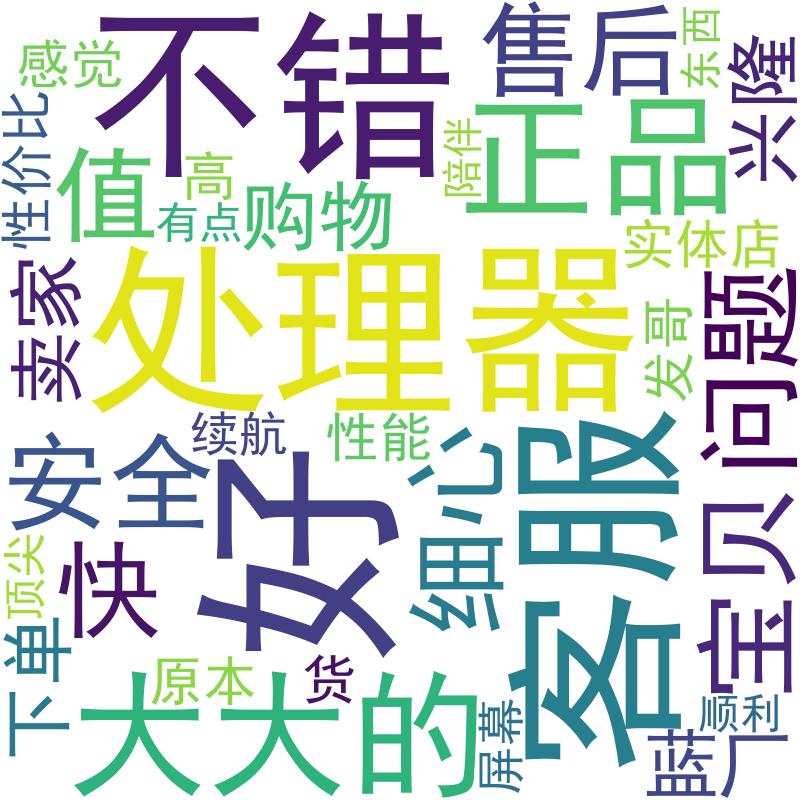 感觉
不错
售后
东西
兴隆
性价比
值
高
有点
购物
陪伴
正品
实体店
卖家
处理器
发哥
问题
续航
性能
安全
好
细心
客服
宝贝
顶尖
快
下单
原本
货
大大的
屏幕
顺利
蓝厂